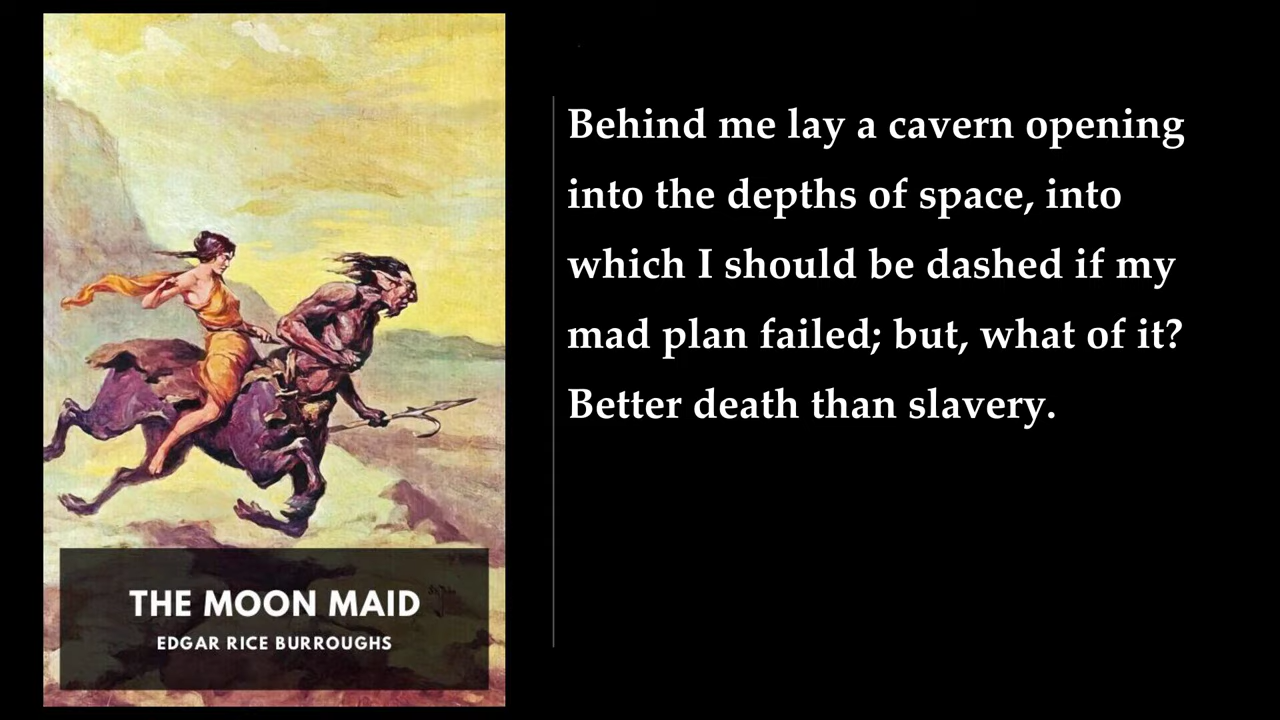 THE MOON MAID
EDGAR RICE BURROUGHS
Behind me lay a cavern opening
into the depths of space, into
which I should be dashed if my
mad plan failed; but, what of it?
Better death than slavery.